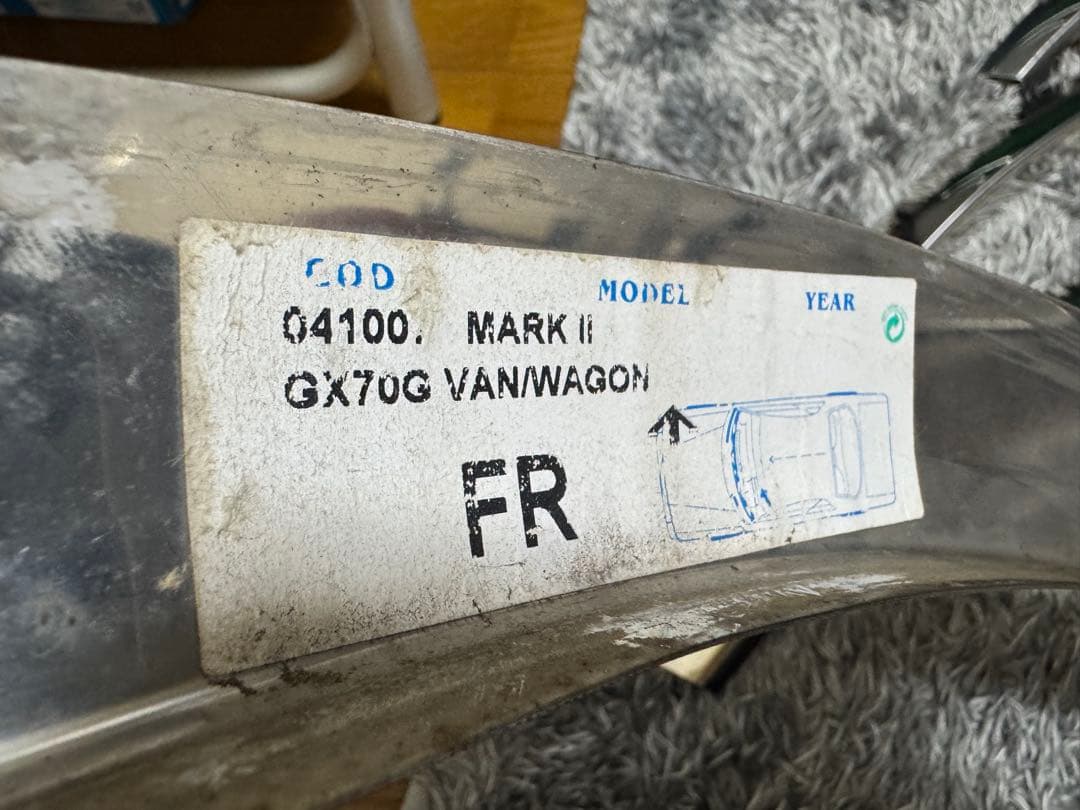 COD MODEL YEAR
04100. MARK II
GX70G VAN/WAGON
FR